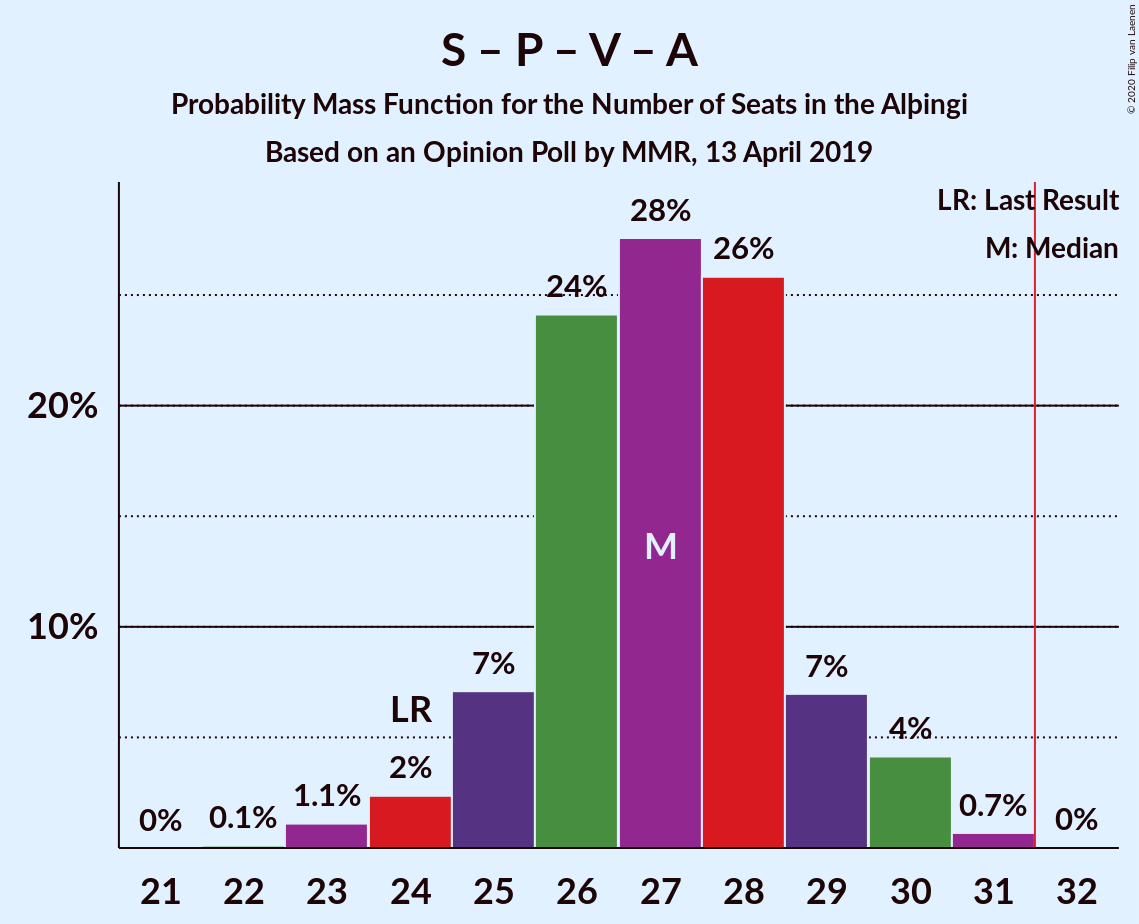 S – P – V – A
Probability Mass Function for the Number of Seats in the Alþingi
Based on an Opinion Poll by MMR, 13 April 2019
© 2020 Filip van Laenen
LR: Last Result
M: Median
28%
26%
24%
20%
M
10%
7%
7%
LR
4%
2%
1.1%
0.7%
0%
0.1%
0%
21 22 23 24 25 26 27 28 29 30 31 32